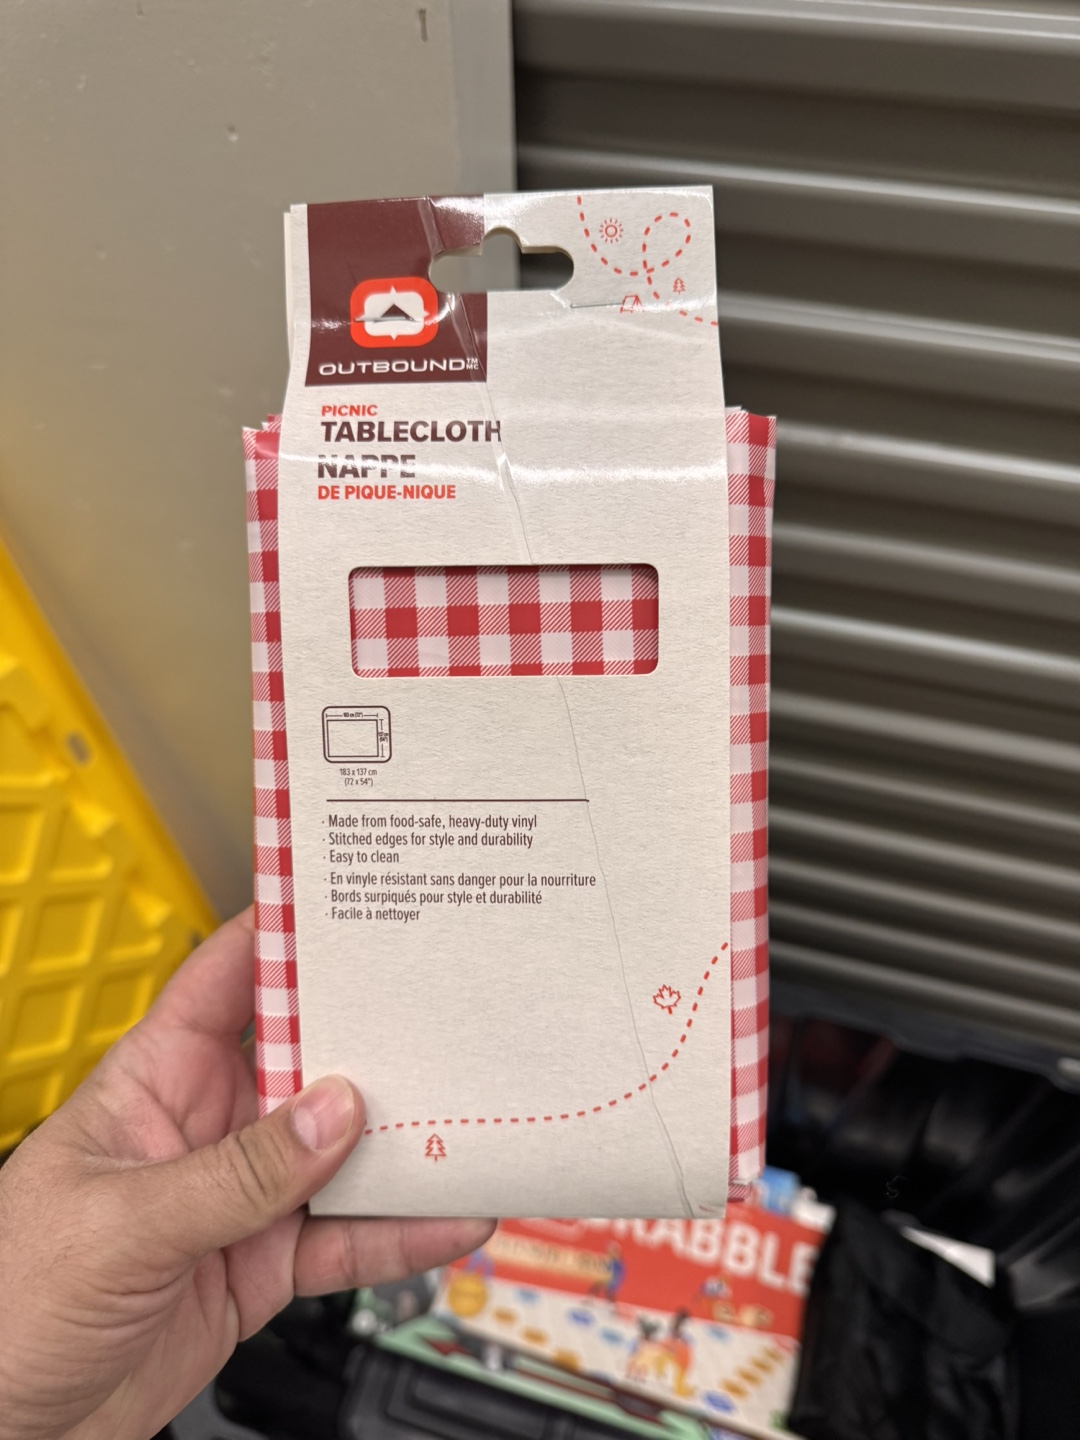 OUTBOUND™ MC
PICNIC
TABLECLOTH
NAPPE
DE PIQUE-NIQUE
183 x 137 cm
(72 x 54")
· Made from food-safe, heavy-duty vinyl
· Stitched edges for style and durability
· Easy to clean
· En vinyle résistant sans danger pour la nourriture
· Bords surpiqués pour style et durabilité
· Facile à nettoyer
RABBLE